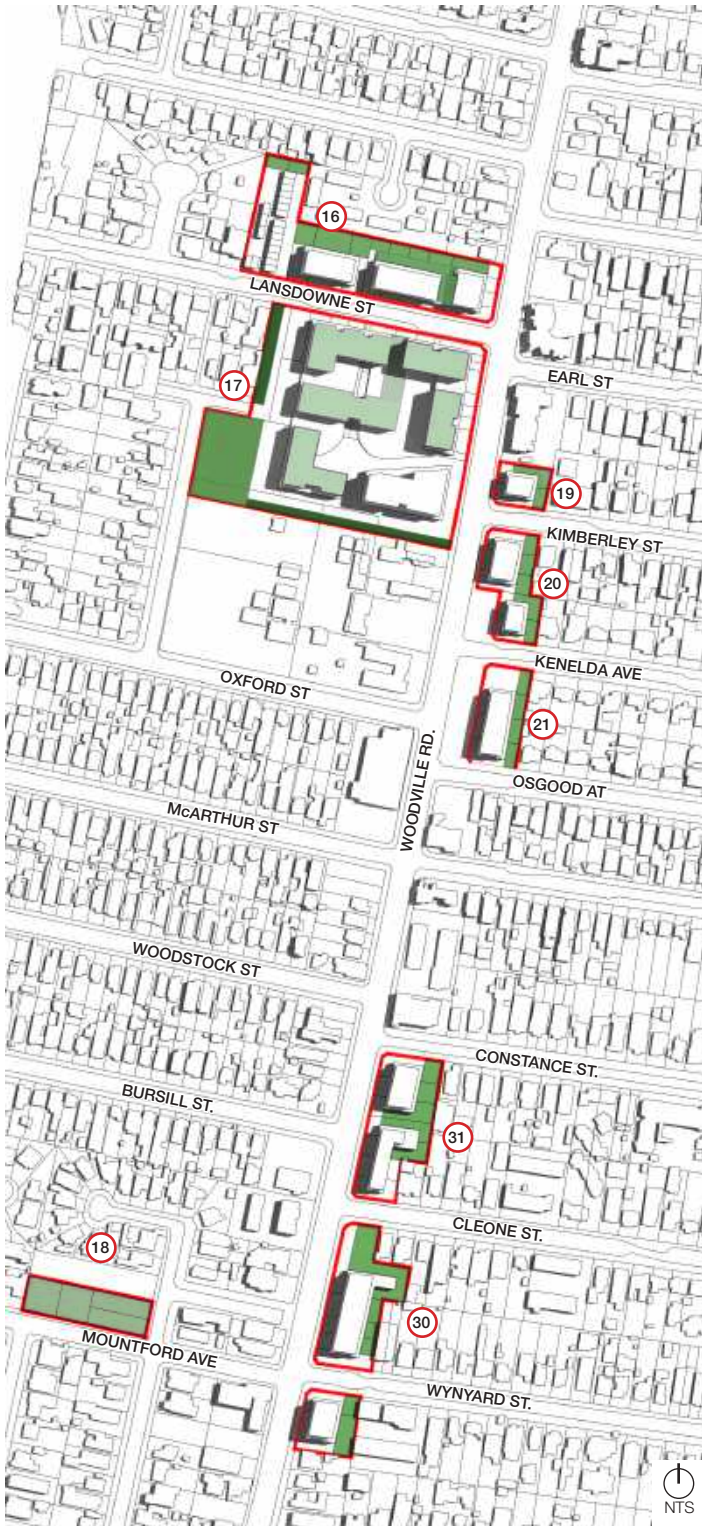 16
LANSDOWNE ST
EARL ST
17
19
KIMBERLEY ST
20
KENELDA AVE
OXFORD ST
21
WOODVILLE RD.
OSGOOD AT
McARTHUR ST
WOODSTOCK ST
CONSTANCE ST.
BURSILL ST.
31
CLEONE ST.
18
30
MOUNTFORD AVE
WYNYARD ST.
NTS